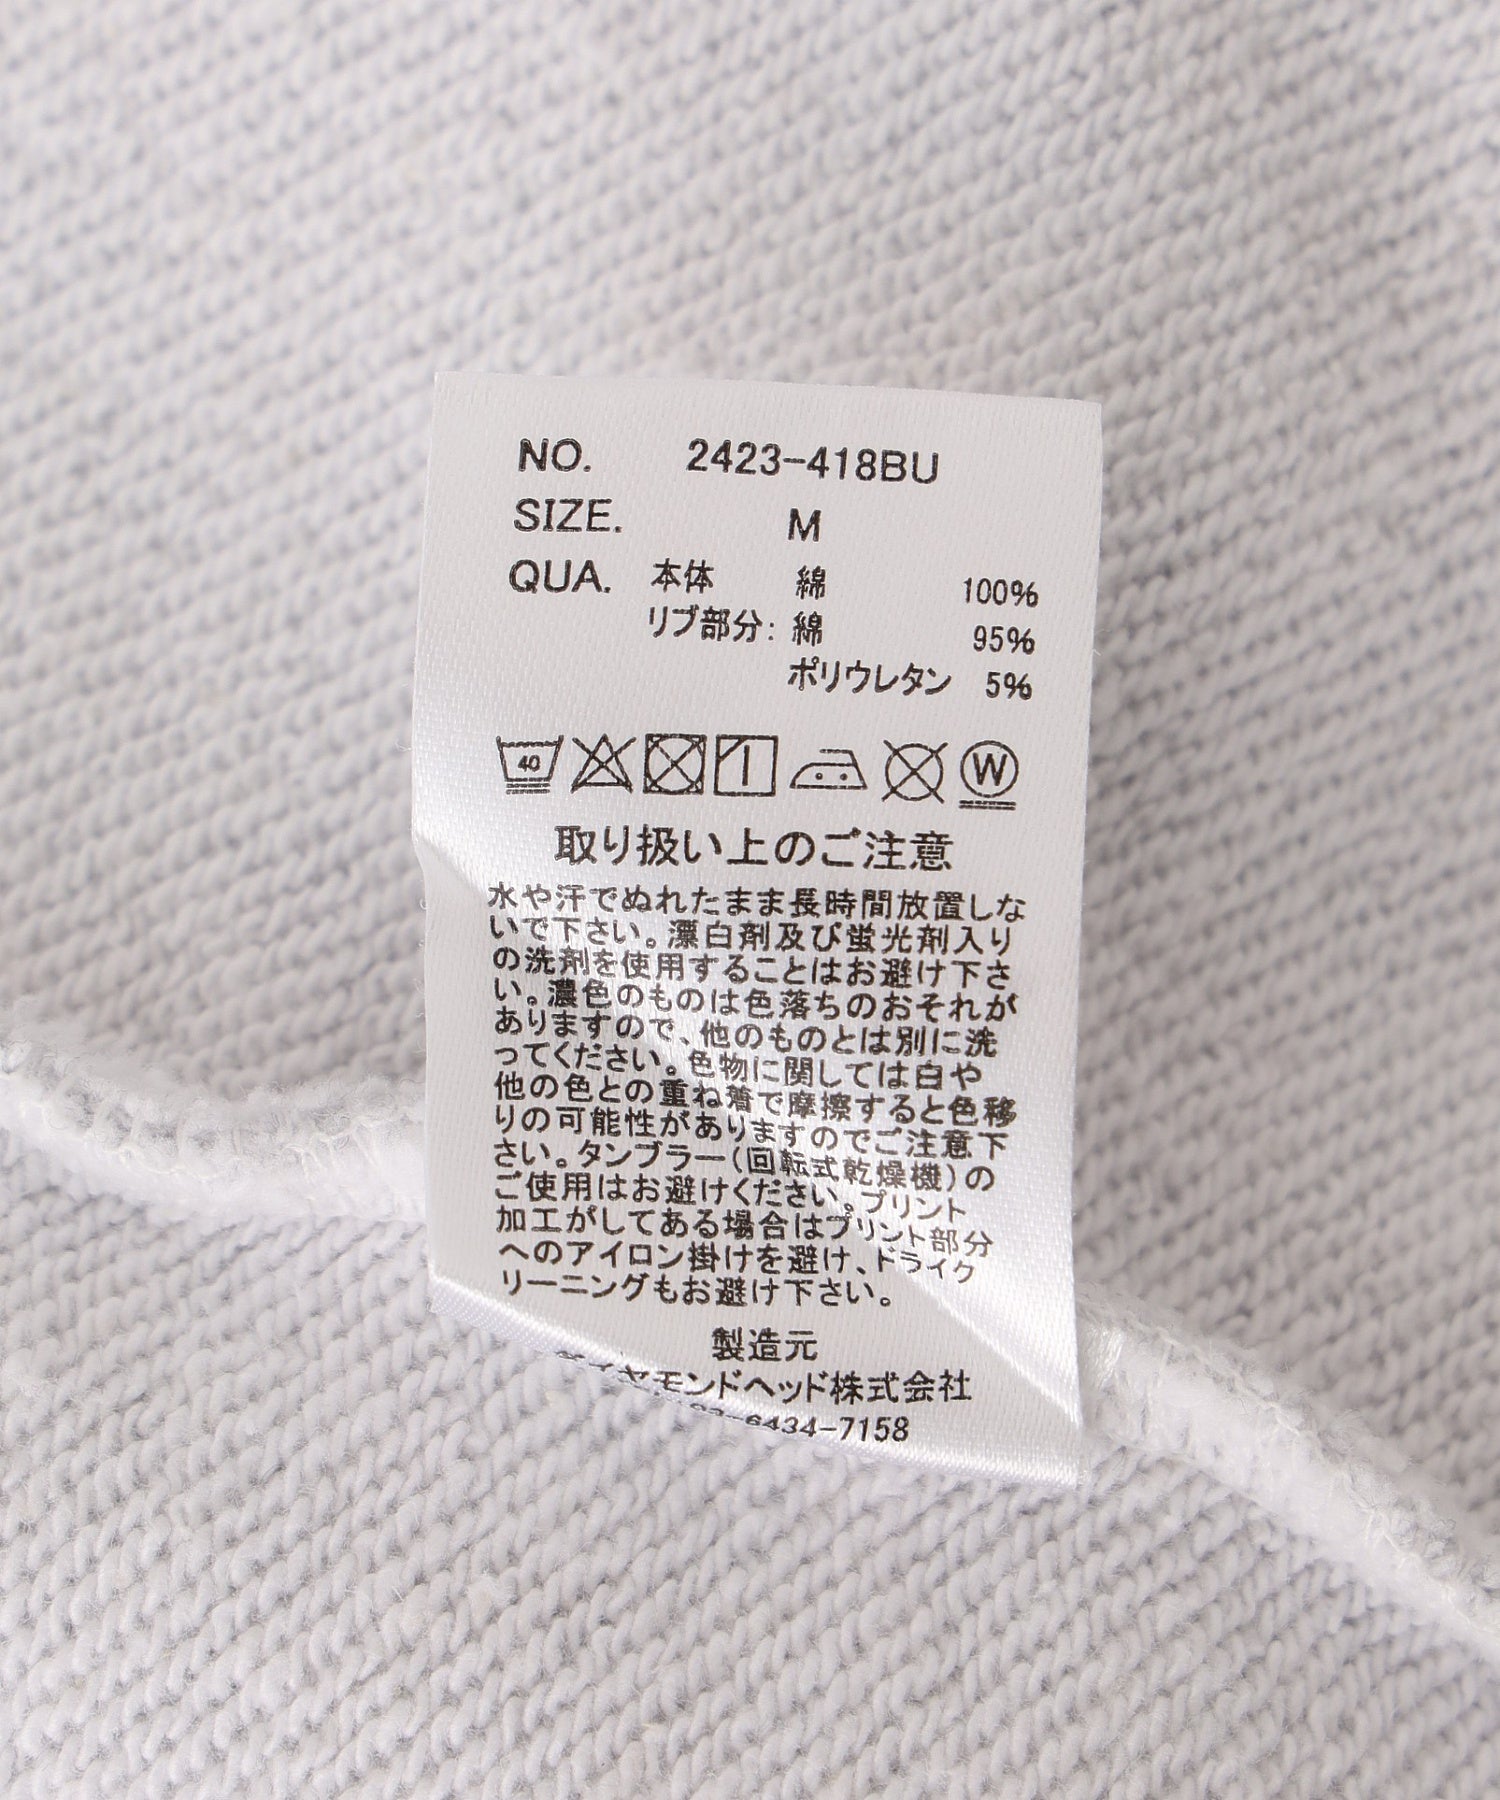 NO. 2423-418BU
SIZE. M
QUA. 本体 綿 100%
リブ部分: 綿 95%
ポリウレタン 5%
40 W
取り扱い上のご注意
水や汗でぬれたまま長時間放置しな
いで下さい。漂白剤及び蛍光剤入り
の洗剤を使用することはお避け下さ
い。濃色のものは色落ちのおそれが
ありますので、他のものとは別に洗
ってください。色物に関しては白や
他の色との重ね着で摩擦すると色移
りの可能性がありますのでご注意下
さい。タンブラー(回転式乾燥機)の
ご使用はお避けください。プリント
加工がしてある場合はプリント部分
へのアイロン掛けを避け、ドライク
リーニングもお避け下さい。
製造元
ダイヤモンドヘッド株式会社
03-6434-7158